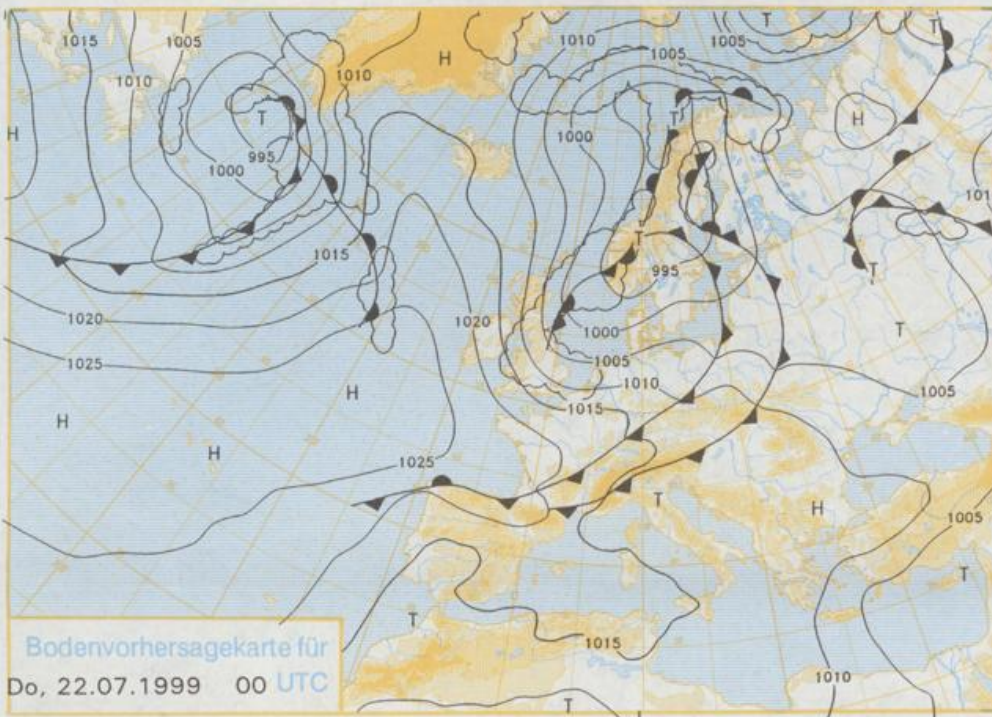 1015 1005 1010 1005 T T
1010 H 1010
H T 1000 H
995 T
1000 101
1015 T 995 T
1020 1020 1000 T
1025 1005 1005
H 1010
H 1015
H 1025
T H 1005
T T
1015
1010
T
Bodenvorhersagekarte für
Do, 22.07.1999 00 UTC